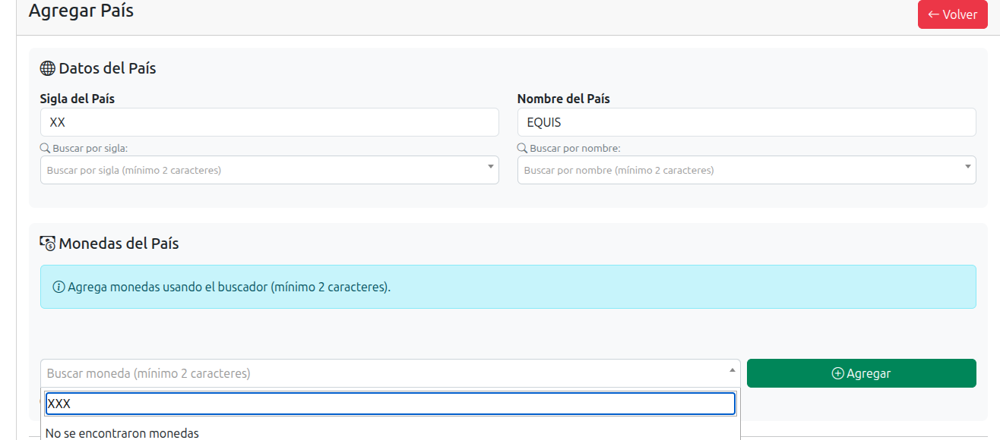 Agregar País
← Volver
Datos del País
Sigla del País
Nombre del País
XX
EQUIS
Buscar por sigla:
Buscar por nombre:
Buscar por sigla (mínimo 2 caracteres)
Buscar por nombre (mínimo 2 caracteres)
Monedas del País
Agrega monedas usando el buscador (mínimo 2 caracteres).
Buscar moneda (mínimo 2 caracteres)
Agregar
XXX
No se encontraron monedas